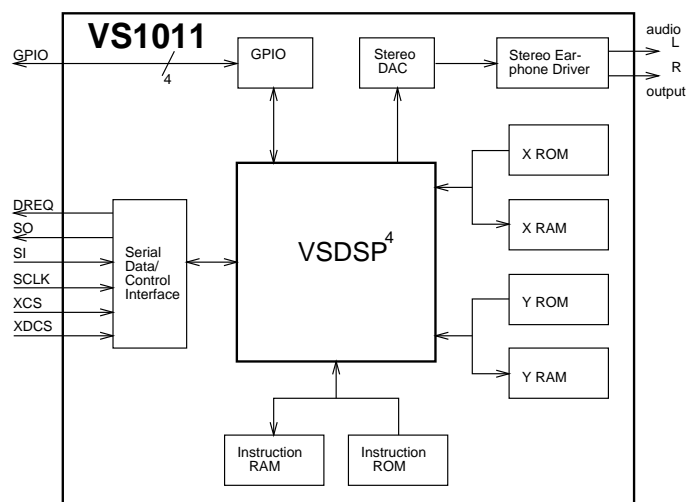 VS1011
GPIO
4
GPIO
Stereo
DAC
Stereo Ear-
phone Driver
audio
L
R
output
X ROM
X RAM
DREQ
SO
SI
SCLK
XCS
XDCS
Serial
Data/
Control
Interface
VSDSP4
Y ROM
Y RAM
Instruction
RAM
Instruction
ROM